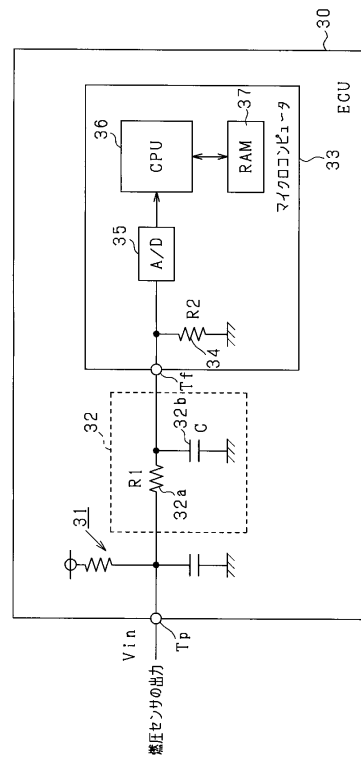 30
ECU
マイクロコンピュータ
33
36
CPU
37
RAM
35
A/D
R2
34
Tf
32
32b
C
R1
32a
31
Vin
Tp
燃圧センサの出力